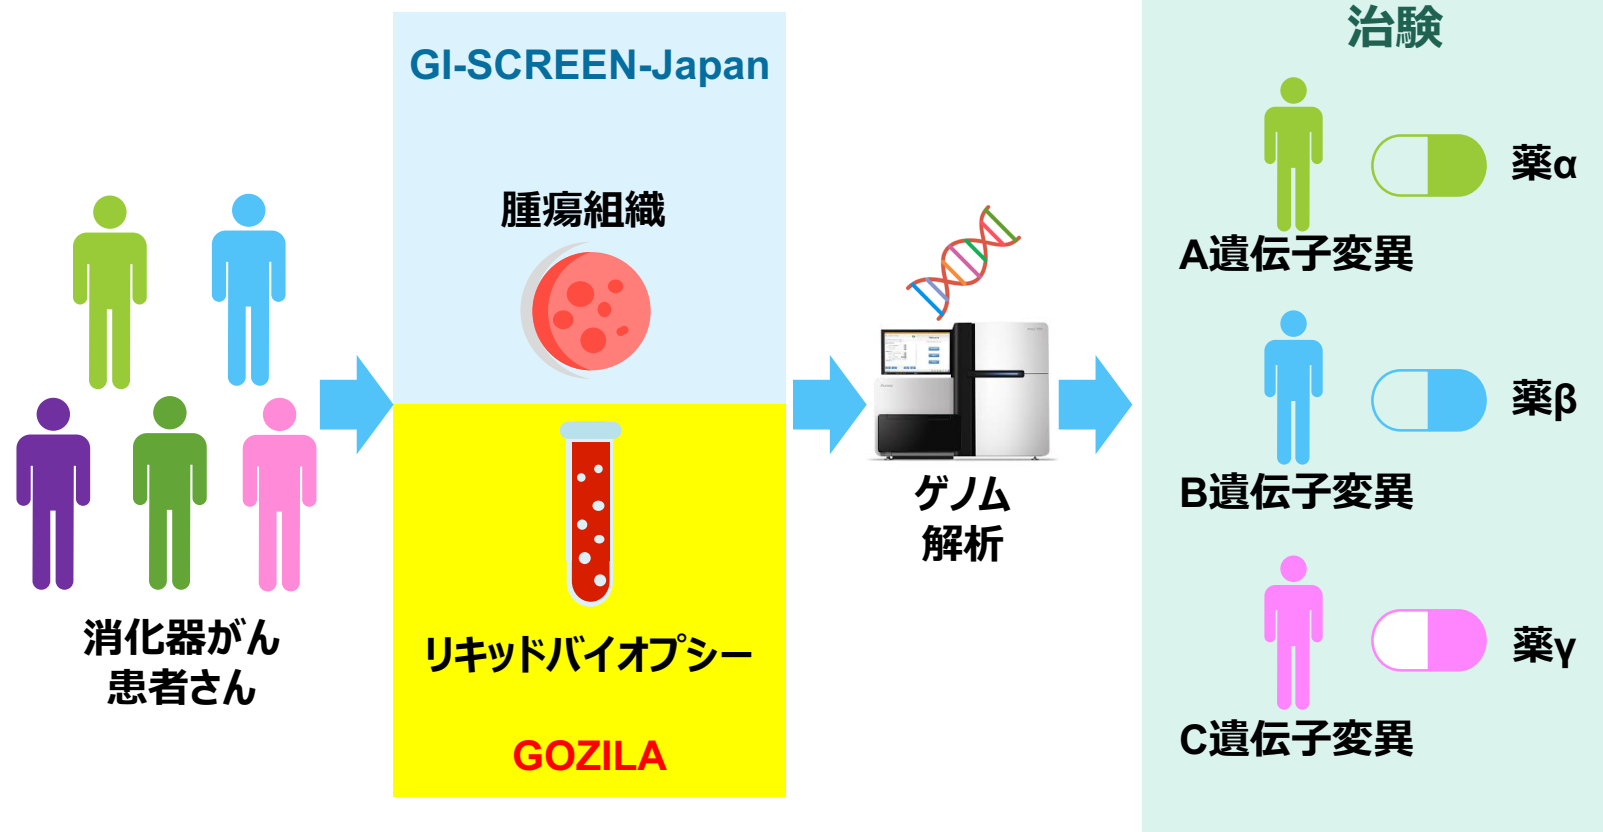 GI-SCREEN-Japan
腫瘍組織
リキッドバイオプシー
GOZILA
消化器がん
患者さん
ゲノム
解析
治験
薬α
A遺伝子変異
薬β
B遺伝子変異
薬γ
C遺伝子変異